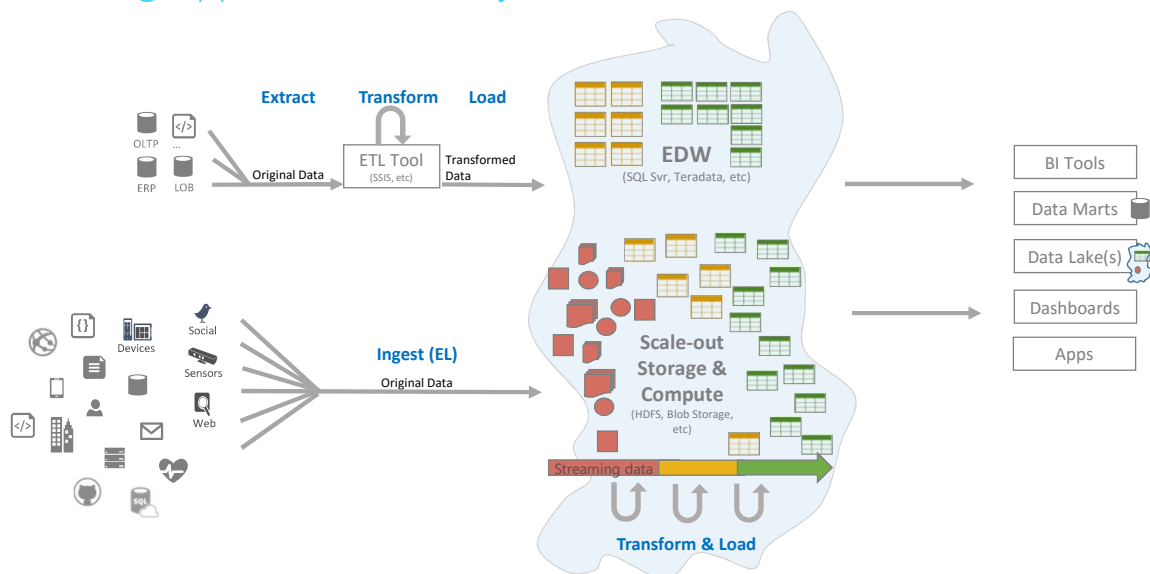 Extract
Transform
Load
OLTP
...
ERP
LOB
Original Data
ETL Tool
(SSIS, etc)
Transformed
Data
EDW
(SQL Svr, Teradata, etc)
BI Tools
Data Marts
Data Lake(s)
Dashboards
Apps
Social
Devices
Sensors
Web
SQL
Ingest (EL)
Original Data
Scale-out
Storage &
Compute
(HDFS, Blob Storage,
etc)
Streaming data
Transform & Load